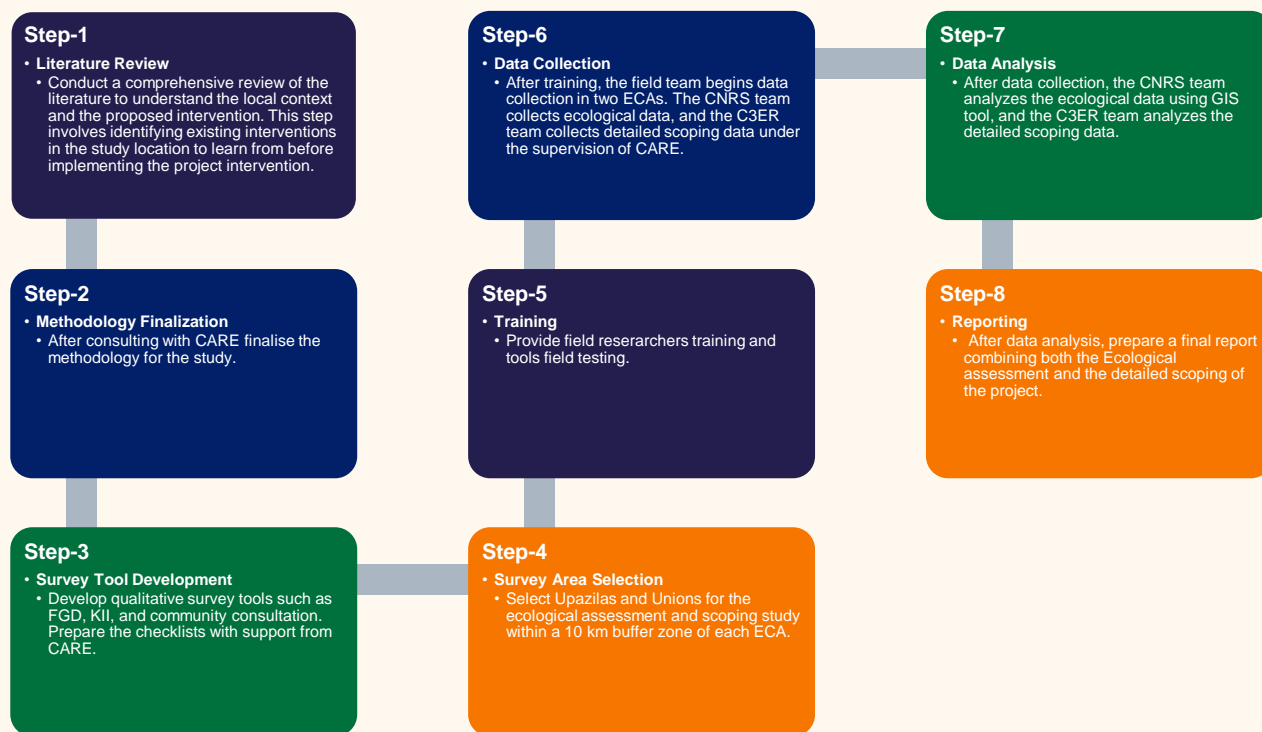 Step-1
• Literature Review
• Conduct a comprehensive review of the
literature to understand the local context
and the proposed intervention. This step
involves identifying existing interventions
in the study location to learn from before
implementing the project intervention.
Step-2
• Methodology Finalization
• After consulting with CARE finalise the
methodology for the study.
Step-3
• Survey Tool Development
• Develop qualitative survey tools such as
FGD, KII, and community consultation.
Prepare the checklists with support from
CARE.
Step-4
• Survey Area Selection
• Select Upazilas and Unions for the
ecological assessment and scoping study
within a 10 km buffer zone of each ECA.
Step-5
• Training
• Provide field reserarchers training and
tools field testing.
Step-6
• Data Collection
• After training, the field team begins data
collection in two ECAs. The CNRS team
collects ecological data, and the C3ER
team collects detailed scoping data under
the supervision of CARE.
Step-7
• Data Analysis
• After data collection, the CNRS team
analyzes the ecological data using GIS
tool, and the C3ER team analyzes the
detailed scoping data.
Step-8
• Reporting
• After data analysis, prepare a final report
combining both the Ecological
assessment and the detailed scoping of
the project.